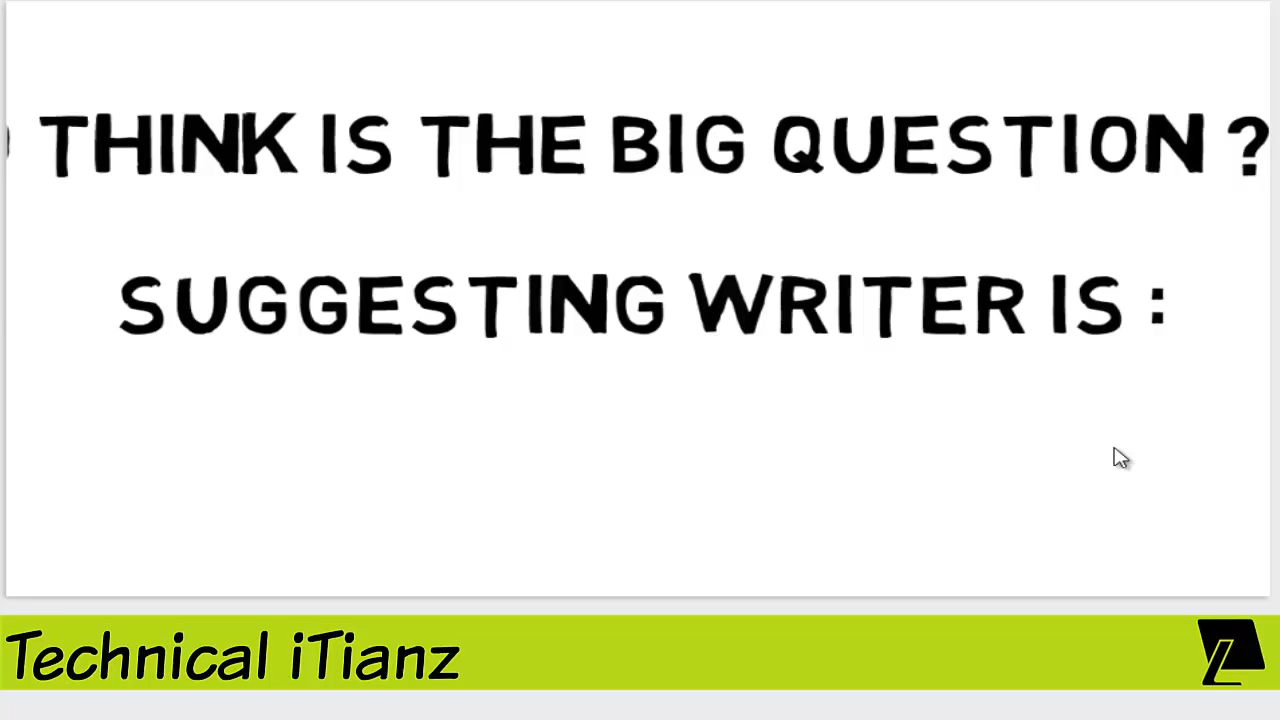 THINK IS THE BIG QUESTION ?
SUGGESTING WRITER IS :
Technical iTianz